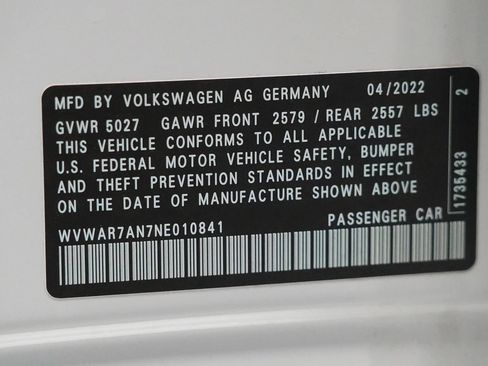 MFD BY VOLKSWAGEN AG GERMANY 04/2022
GVWR 5027 GAWR FRONT 2579 / REAR 2557 LBS
THIS VEHICLE CONFORMS TO ALL APPLICABLE
U.S. FEDERAL MOTOR VEHICLE SAFETY, BUMPER
AND THEFT PREVENTION STANDARDS IN EFFECT
ON THE DATE OF MANUFACTURE SHOWN ABOVE
WVWAR7AN7NE010841 PASSENGER CAR
1735433 2